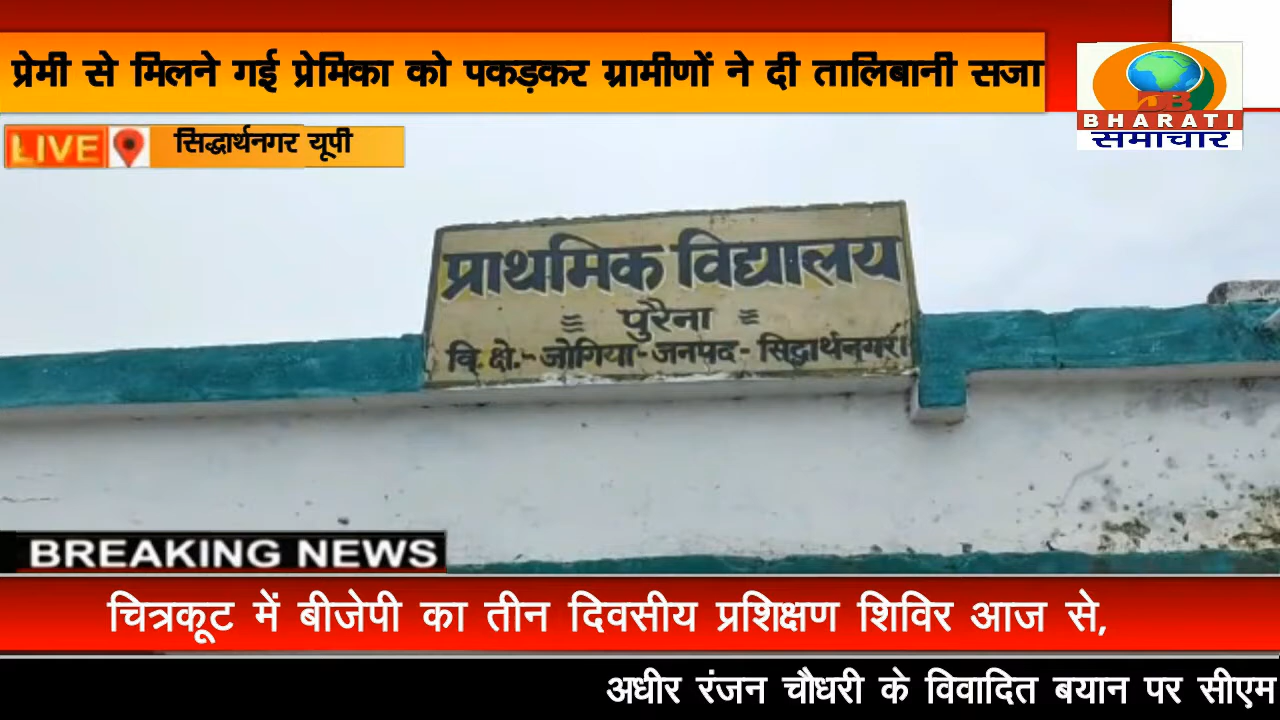 प्रेमी से मिलने गई प्रेमिका को पकड़कर ग्रामीणों ने दी तालिबानी सजा
BHARATI
समाचार
LIVE
सिद्धार्थनगर यूपी
प्राथमिक विद्यालय
पुरैना
वि. क्षे.- जोगिया- जनपद - सिद्धार्थनगर।
BREAKING NEWS
चित्रकूट में बीजेपी का तीन दिवसीय प्रशिक्षण शिविर आज से,
अधीर रंजन चौधरी के विवादित बयान पर सीएम